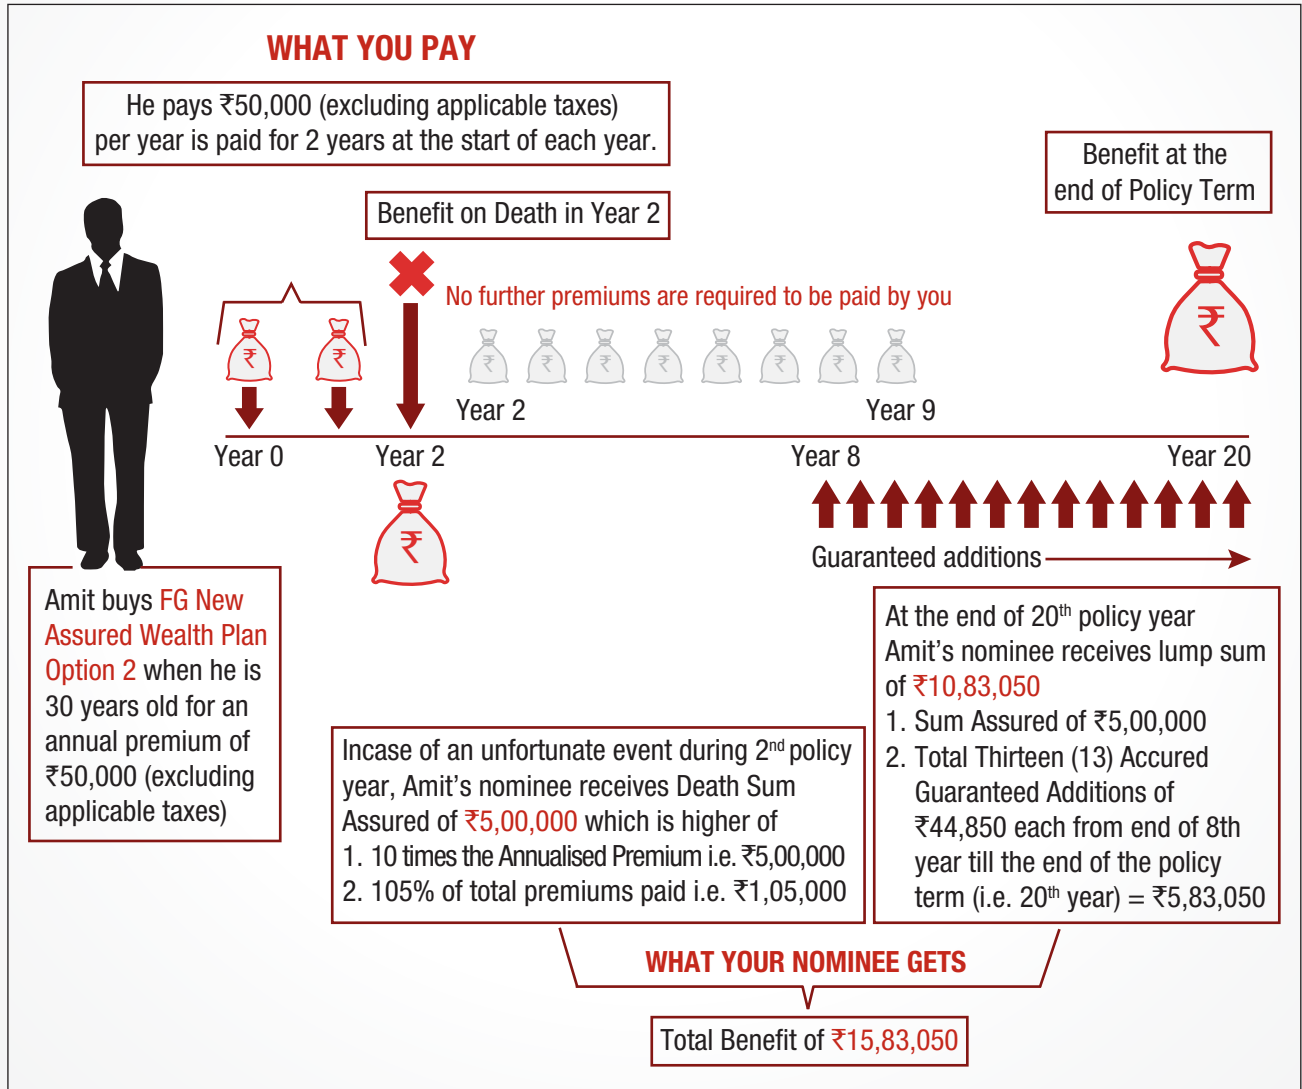 WHAT YOU PAY
He pays ₹50,000 (excluding applicable taxes)
per year is paid for 2 years at the start of each year.
Benefit at the
end of Policy Term
Benefit on Death in Year 2
No further premiums are required to be paid by you
₹
₹
₹
₹
₹
₹
₹
₹
₹
₹
₹
Year 2
Year 9
Year 0
Year 2
Year 8
Year 20
₹
Guaranteed additions
Amit buys FG New
Assured Wealth Plan
Option 2 when he is
30 years old for an
annual premium of
₹50,000 (excluding
applicable taxes)
Incase of an unfortunate event during 2nd policy
year, Amit's nominee receives Death Sum
Assured of ₹5,00,000 which is higher of
1. 10 times the Annualised Premium i.e. ₹5,00,000
2. 105% of total premiums paid i.e. ₹1,05,000
At the end of 20th policy year
Amit's nominee receives lump sum
of ₹10,83,050
1. Sum Assured of ₹5,00,000
2. Total Thirteen (13) Accured
Guaranteed Additions of
₹44,850 each from end of 8th
year till the end of the policy
term (i.e. 20th year) = ₹5,83,050
WHAT YOUR NOMINEE GETS
Total Benefit of ₹15,83,050